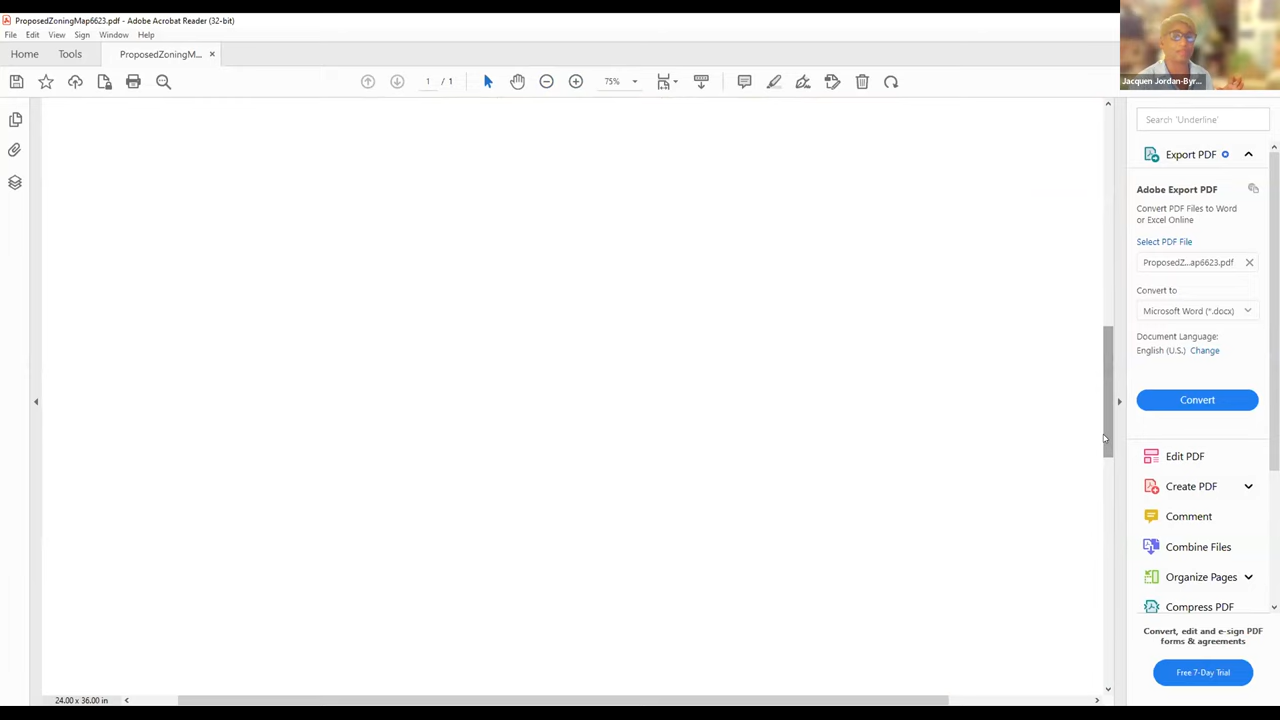 ProposedZoningMap6623.pdf - Adobe Acrobat Reader (32-bit)
File Edit View Sign Window Help
Home Tools ProposedZoningM... ×
1 / 1 75%
Jacquen Jordan-Byr...
Search 'Underline'
Export PDF
Adobe Export PDF
Convert PDF Files to Word
or Excel Online
Select PDF File
ProposedZ...ap6623.pdf
Convert to
Microsoft Word (*.docx)
Document Language:
English (U.S.) Change
Convert
Edit PDF
Create PDF
Comment
Combine Files
Organize Pages
Compress PDF
Convert, edit and e-sign PDF
forms & agreements
Free 7-Day Trial
24.00 x 36.00 in